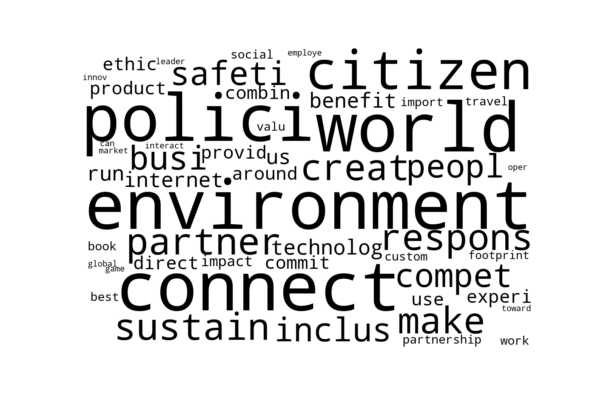 social employe
ethic leader
citizen
safeti
innov
product combin
benefit import travel
polici world
valu
can
market interact
busi provid us
creat peopl
run internet around
oper
environment
partner respons
book technolog
custom footprint
global game direct impact commit
connect compet
best use experi
toward
sustain inclus make
partnership work